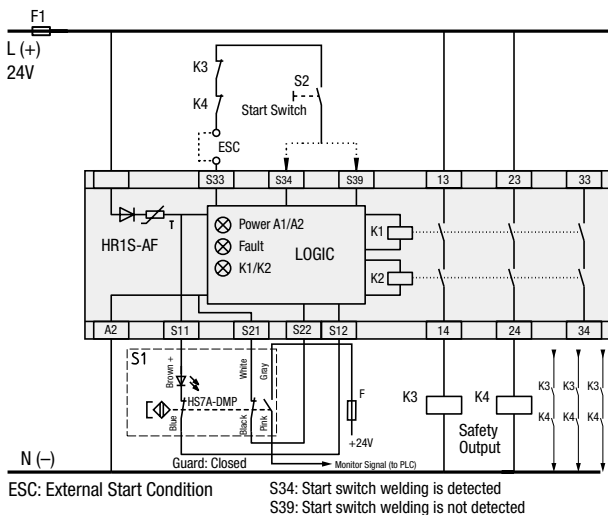 F1
L (+)
24V
K3
K4
S2
Start Switch
ESC
S33
S34
S39
13
23
33
T
HR1S-AF
Power A1/A2
Fault
K1/K2
LOGIC
K1
K2
A2
S11
S21
S22
S12
14
24
34
S1
Brown +
Blue
HS7A-DMP
White
Black
Gray
Pink
F
+24V
K3
K4
Safety
Output
K3
K3
K3
K4
K4
K4
Guard: Closed
Monitor Signal (to PLC)
N (–)
ESC: External Start Condition
S34: Start switch welding is detected
S39: Start switch welding is not detected